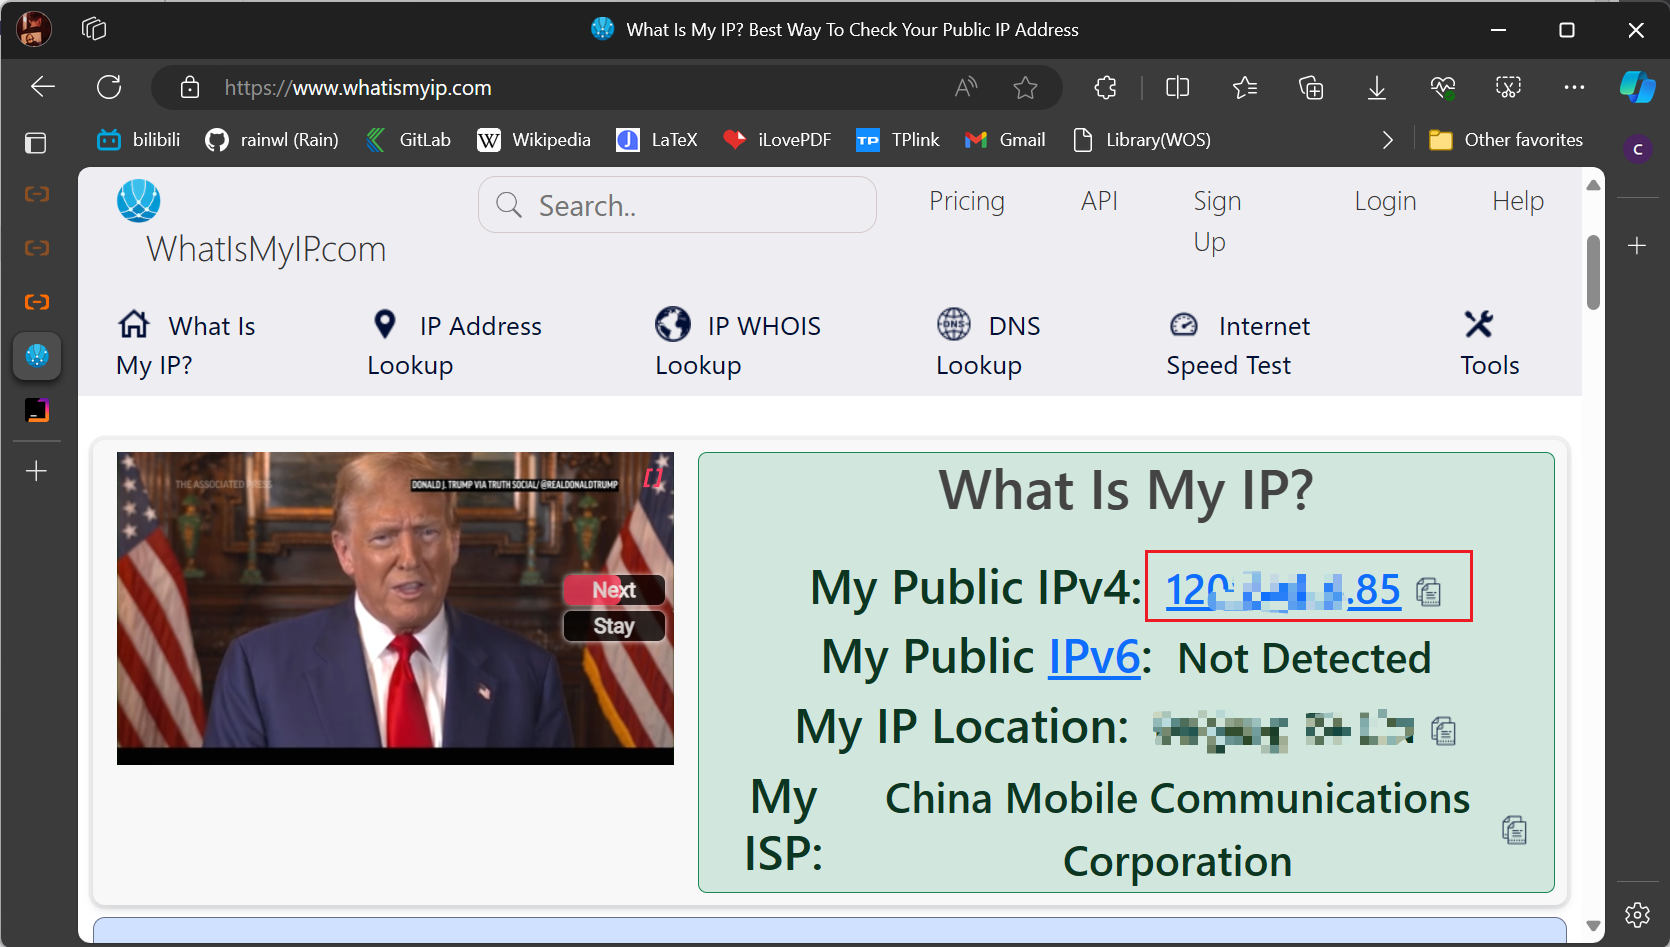 What Is My IP? Best Way To Check Your Public IP Address
https://www.whatismyip.com
bilibili rainwl (Rain) GitLab W Wikipedia J LaTeX iLovePDF TP TPlink Gmail Library(WOS) Other favorites
C
WhatIsMyIP.com
Search..
Pricing API Sign Up Login Help
What Is My IP?
IP Address Lookup
IP WHOIS Lookup
DNS
DNS Lookup
Internet Speed Test
Tools
THE ASSOCIATED PRESS
DONALD J. TRUMP VIA TRUTH SOCIAL/ @REALDONALDTRUMP
Next
Stay
What Is My IP?
My Public IPv4: 120 .85
My Public IPv6: Not Detected
My IP Location:
My ISP: China Mobile Communications
Corporation